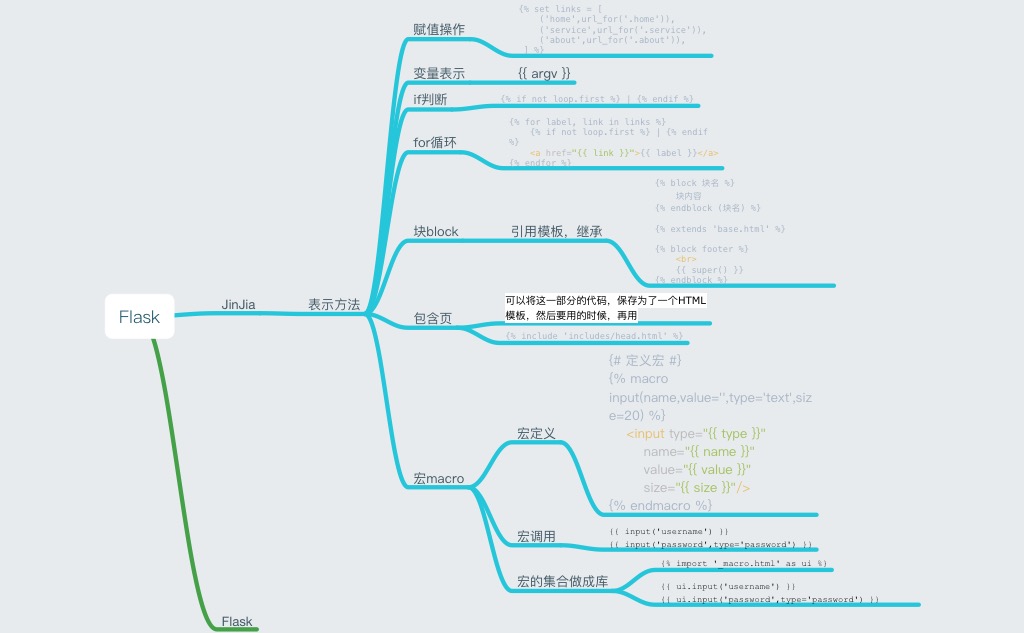 Flask
JinJia
表示方法
赋值操作
{% set links = [
('home',url_for('.home')),
('service',url_for('.service')),
('about',url_for('.about')),
] %}
变量表示
{{ argv }}
if判断
{% if not loop.first %} | {% endif %}
for循环
{% for label, link in links %}
{% if not loop.first %} | {% endif
%}
<a href="{{ link }}">{{ label }}</a>
{% endfor %}
块block
引用模板，继承
{% block 块名 %}
块内容
{% endblock (块名) %}
{% extends 'base.html' %}
{% block footer %}
<br>
{{ super() }}
{% endblock %}
包含页
可以将这一部分的代码，保存为了一个HTML
模板，然后要用的时候，再用
{% include 'includes/head.html' %}
宏macro
宏定义
{# 定义宏 #}
{% macro
input(name,value='',type='text',siz
e=20) %}
<input type="{{ type }}"
name="{{ name }}"
value="{{ value }}"
size="{{ size }}"/>
{% endmacro %}
宏调用
{{ input('username') }}
{{ input('password',type='password') }}
宏的集合做成库
{% import '_macro.html' as ui %}
{{ ui.input('username') }}
{{ ui.input('password',type='password') }}
Flask